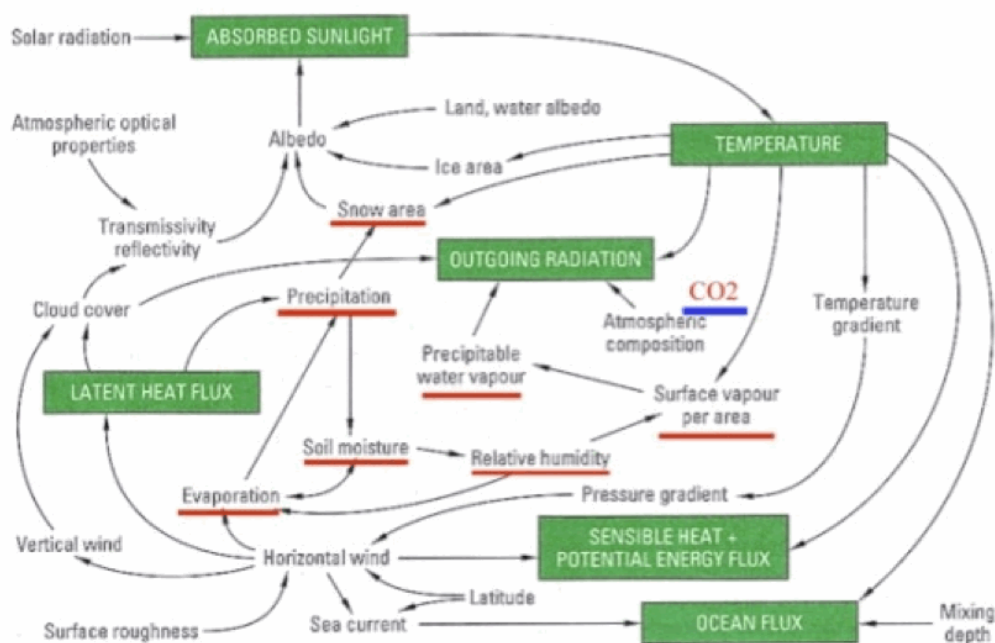 Solar radiation
ABSORBED SUNLIGHT
Land, water albedo
Atmospheric optical
properties
Albedo
TEMPERATURE
Ice area
Snow area
Transmissivity
reflectivity
OUTGOING RADIATION
Cloud cover
Precipitation
CO2
Atmospheric
composition
Temperature
gradient
Precipitable
water vapour
LATENT HEAT FLUX
Surface vapour
per area
Soil moisture
Relative humidity
Evaporation
Pressure gradient
SENSIBLE HEAT +
POTENTIAL ENERGY FLUX
Vertical wind
Horizontal wind
Latitude
Surface roughness
Sea current
OCEAN FLUX
Mixing
depth